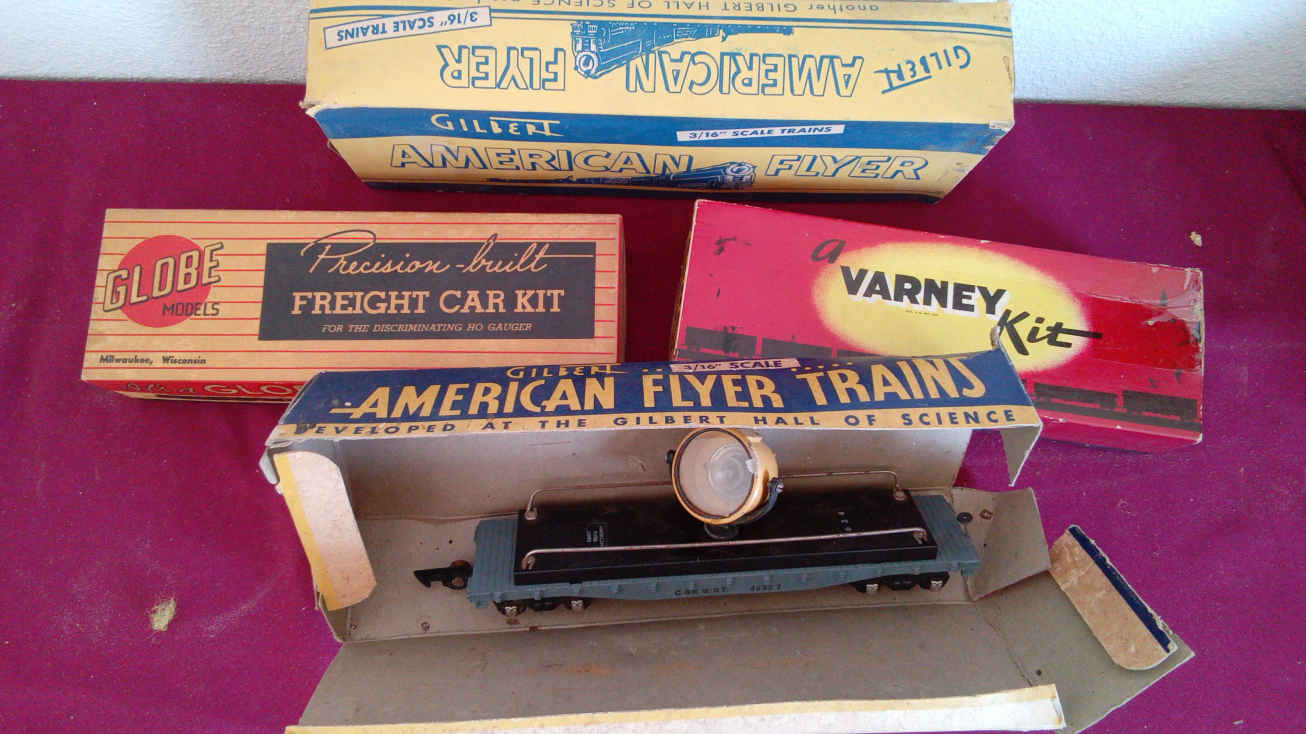 another GILBERT HALL OF SCIENCE
3/16" SCALE TRAINS
GILBERT
AMERICAN FLYER
GILBERT
3/16" SCALE TRAINS
AMERICAN FLYER
GLOBE
MODELS
Precision-built
FREIGHT CAR KIT
FOR THE DISCRIMINATING HO GAUGER
Milwaukee, Wisconsin
It's a GLOB
a
VARNEY
Kit
GILBERT
3/16" SCALE
AMERICAN FLYER TRAINS
DEVELOPED AT THE GILBERT HALL OF SCIENCE